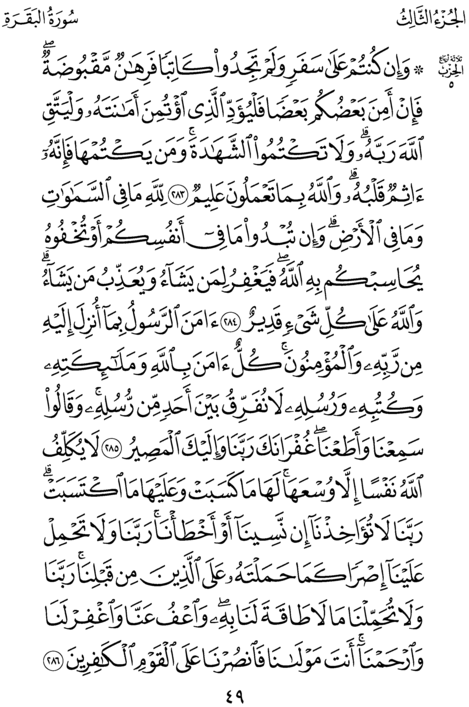 الجُزْءُ الثَّالِثُ
سُورَةُ البَقَرَةِ
ثلاثة أرباع
الحزب
٥
۞ وَإِن كُنتُمْ عَلَىٰ سَفَرٖ وَلَمْ تَجِدُواْ كَاتِبٗا فَرِهَٰنٞ مَّقْبُوضَةٞۖ
فَإِنْ أَمِنَ بَعْضُكُم بَعْضٗا فَلْيُؤَدِّ ٱلَّذِي ٱؤْتُمِنَ أَمَٰنَتَهُۥ وَلْيَتَّقِ
ٱللَّهَ رَبَّهُۥۗ وَلَا تَكْتُمُواْ ٱلشَّهَٰدَةَۚ وَمَن يَكْتُمْهَا فَإِنَّهُۥٓ
ءَاثِمٞ قَلْبُهُۥۗ وَٱللَّهُ بِمَا تَعْمَلُونَ عَلِيمٞ ٢٨٣ لِّلَّهِ مَا فِي ٱلسَّمَٰوَٰتِ
وَمَا فِي ٱلْأَرْضِۗ وَإِن تُبْدُواْ مَا فِيٓ أَنفُسِكُمْ أَوْ تُخْفُوهُ
يُحَاسِبْكُم بِهِ ٱللَّهُۖ فَيَغْفِرُ لِمَن يَشَآءُ وَيُعَذِّبُ مَن يَشَآءُۗ
وَٱللَّهُ عَلَىٰ كُلِّ شَيْءٖ قَدِيرٌ ٢٨٤ ءَامَنَ ٱلرَّسُولُ بِمَآ أُنزِلَ إِلَيْهِ
مِن رَّبِّهِۦ وَٱلْمُؤْمِنُونَۚ كُلٌّ ءَامَنَ بِٱللَّهِ وَمَلَٰٓئِكَتِهِۦ
وَكُتُبِهِۦ وَرُسُلِهِۦ لَا نُفَرِّقُ بَيْنَ أَحَدٖ مِّن رُّسُلِهِۦۚ وَقَالُواْ
سَمِعْنَا وَأَطَعْنَاۖ غُفْرَانَكَ رَبَّنَا وَإِلَيْكَ ٱلْمَصِيرُ ٢٨٥ لَا يُكَلِّفُ
ٱللَّهُ نَفْسًا إِلَّا وُسْعَهَاۚ لَهَا مَا كَسَبَتْ وَعَلَيْهَا مَا ٱكْتَسَبَتْۗ
رَبَّنَا لَا تُؤَاخِذْنَآ إِن نَّسِينَآ أَوْ أَخْطَأْنَاۚ رَبَّنَا وَلَا تَحْمِلْ
عَلَيْنَآ إِصْرٗا كَمَا حَمَلْتَهُۥ عَلَى ٱلَّذِينَ مِن قَبْلِنَاۚ رَبَّنَا
وَلَا تُحَمِّلْنَا مَا لَا طَاقَةَ لَنَا بِهِۦۖ وَٱعْفُ عَنَّا وَٱغْفِرْ لَنَا
وَٱرْحَمْنَآۚ أَنتَ مَوْلَىٰنَا فَٱنصُرْنَا عَلَى ٱلْقَوْمِ ٱلْكَٰفِرِينَ ٢٨٦
٤٩